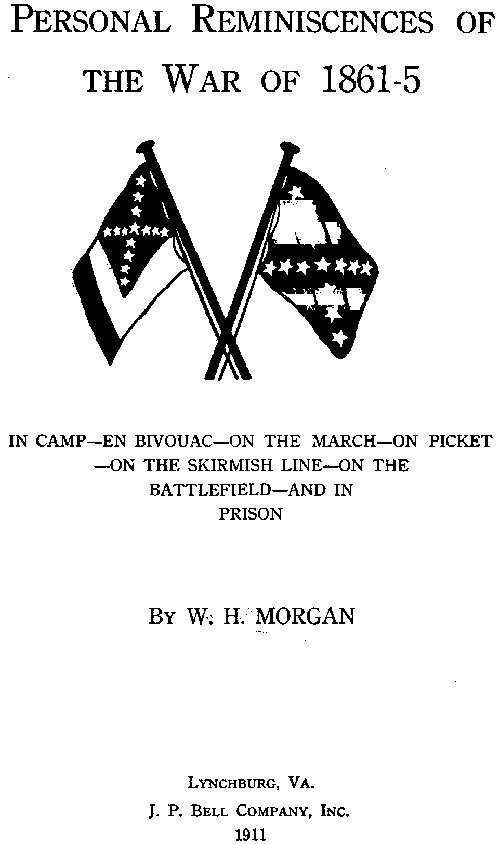 PERSONAL REMINISCENCES OF
THE WAR OF 1861-5
IN CAMP—EN BIVOUAC—ON THE MARCH—ON PICKET
—ON THE SKIRMISH LINE—ON THE
BATTLEFIELD—AND IN
PRISON
BY W. H. MORGAN
LYNCHBURG, VA.
J. P. BELL COMPANY, INC.
1911